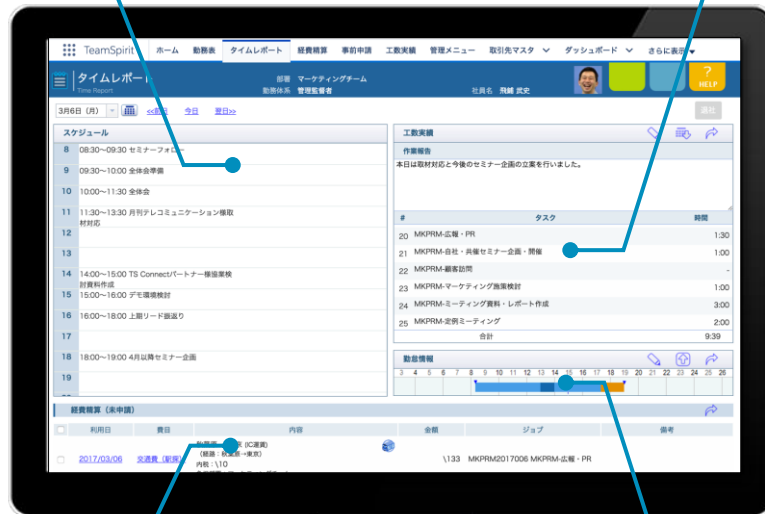 TeamSpirit ホーム 勤務表 タイムレポート 経費精算 事前申請 工数実績 管理メニュー 取引先マスタ ダッシュボード さらに表示
タイムレポート
Time Report
部署 マーケティングチーム
勤務体系 管理監督者
社員名 飛鋪 武史
?
HELP
3月6日 (月) <<前日 今日 翌日>>
退社
スケジュール
8 08:30～09:30 セミナーフォロー
9 09:30～10:00 全体会準備
10 10:00～11:30 全体会
11 11:30～13:30 月刊テレコミュニケーション様取
材対応
12
13
14 14:00～15:00 TS Connectパートナー様協業検
討資料作成
15 15:00～16:00 デモ環境検討
16 16:00～18:00 上期リード振返り
17
18 18:00～19:00 4月以降セミナー企画
19
工数実績
作業報告
本日は取材対応と今後のセミナー企画の立案を行いました。
# タスク 時間
20 MKPRM-広報・PR 1:30
21 MKPRM-自社・共催セミナー企画・開催 1:00
22 MKPRM-顧客訪問 -
23 MKPRM-マーケティング施策検討 1:00
24 MKPRM-ミーティング資料・レポート作成 3:00
25 MKPRM-定例ミーティング 2:00
合計 9:39
勤怠情報
3 4 5 6 7 8 9 10 11 12 13 14 15 16 17 18 19 20 21 22 23 24 25 26
経費精算（未申請）
利用日 費目 内容 金額 ジョブ 備考
(IC運賃)
2017/03/06 交通費（駅探） \133 MKPRM2017006 MKPRM-広報・PR
内税：\10